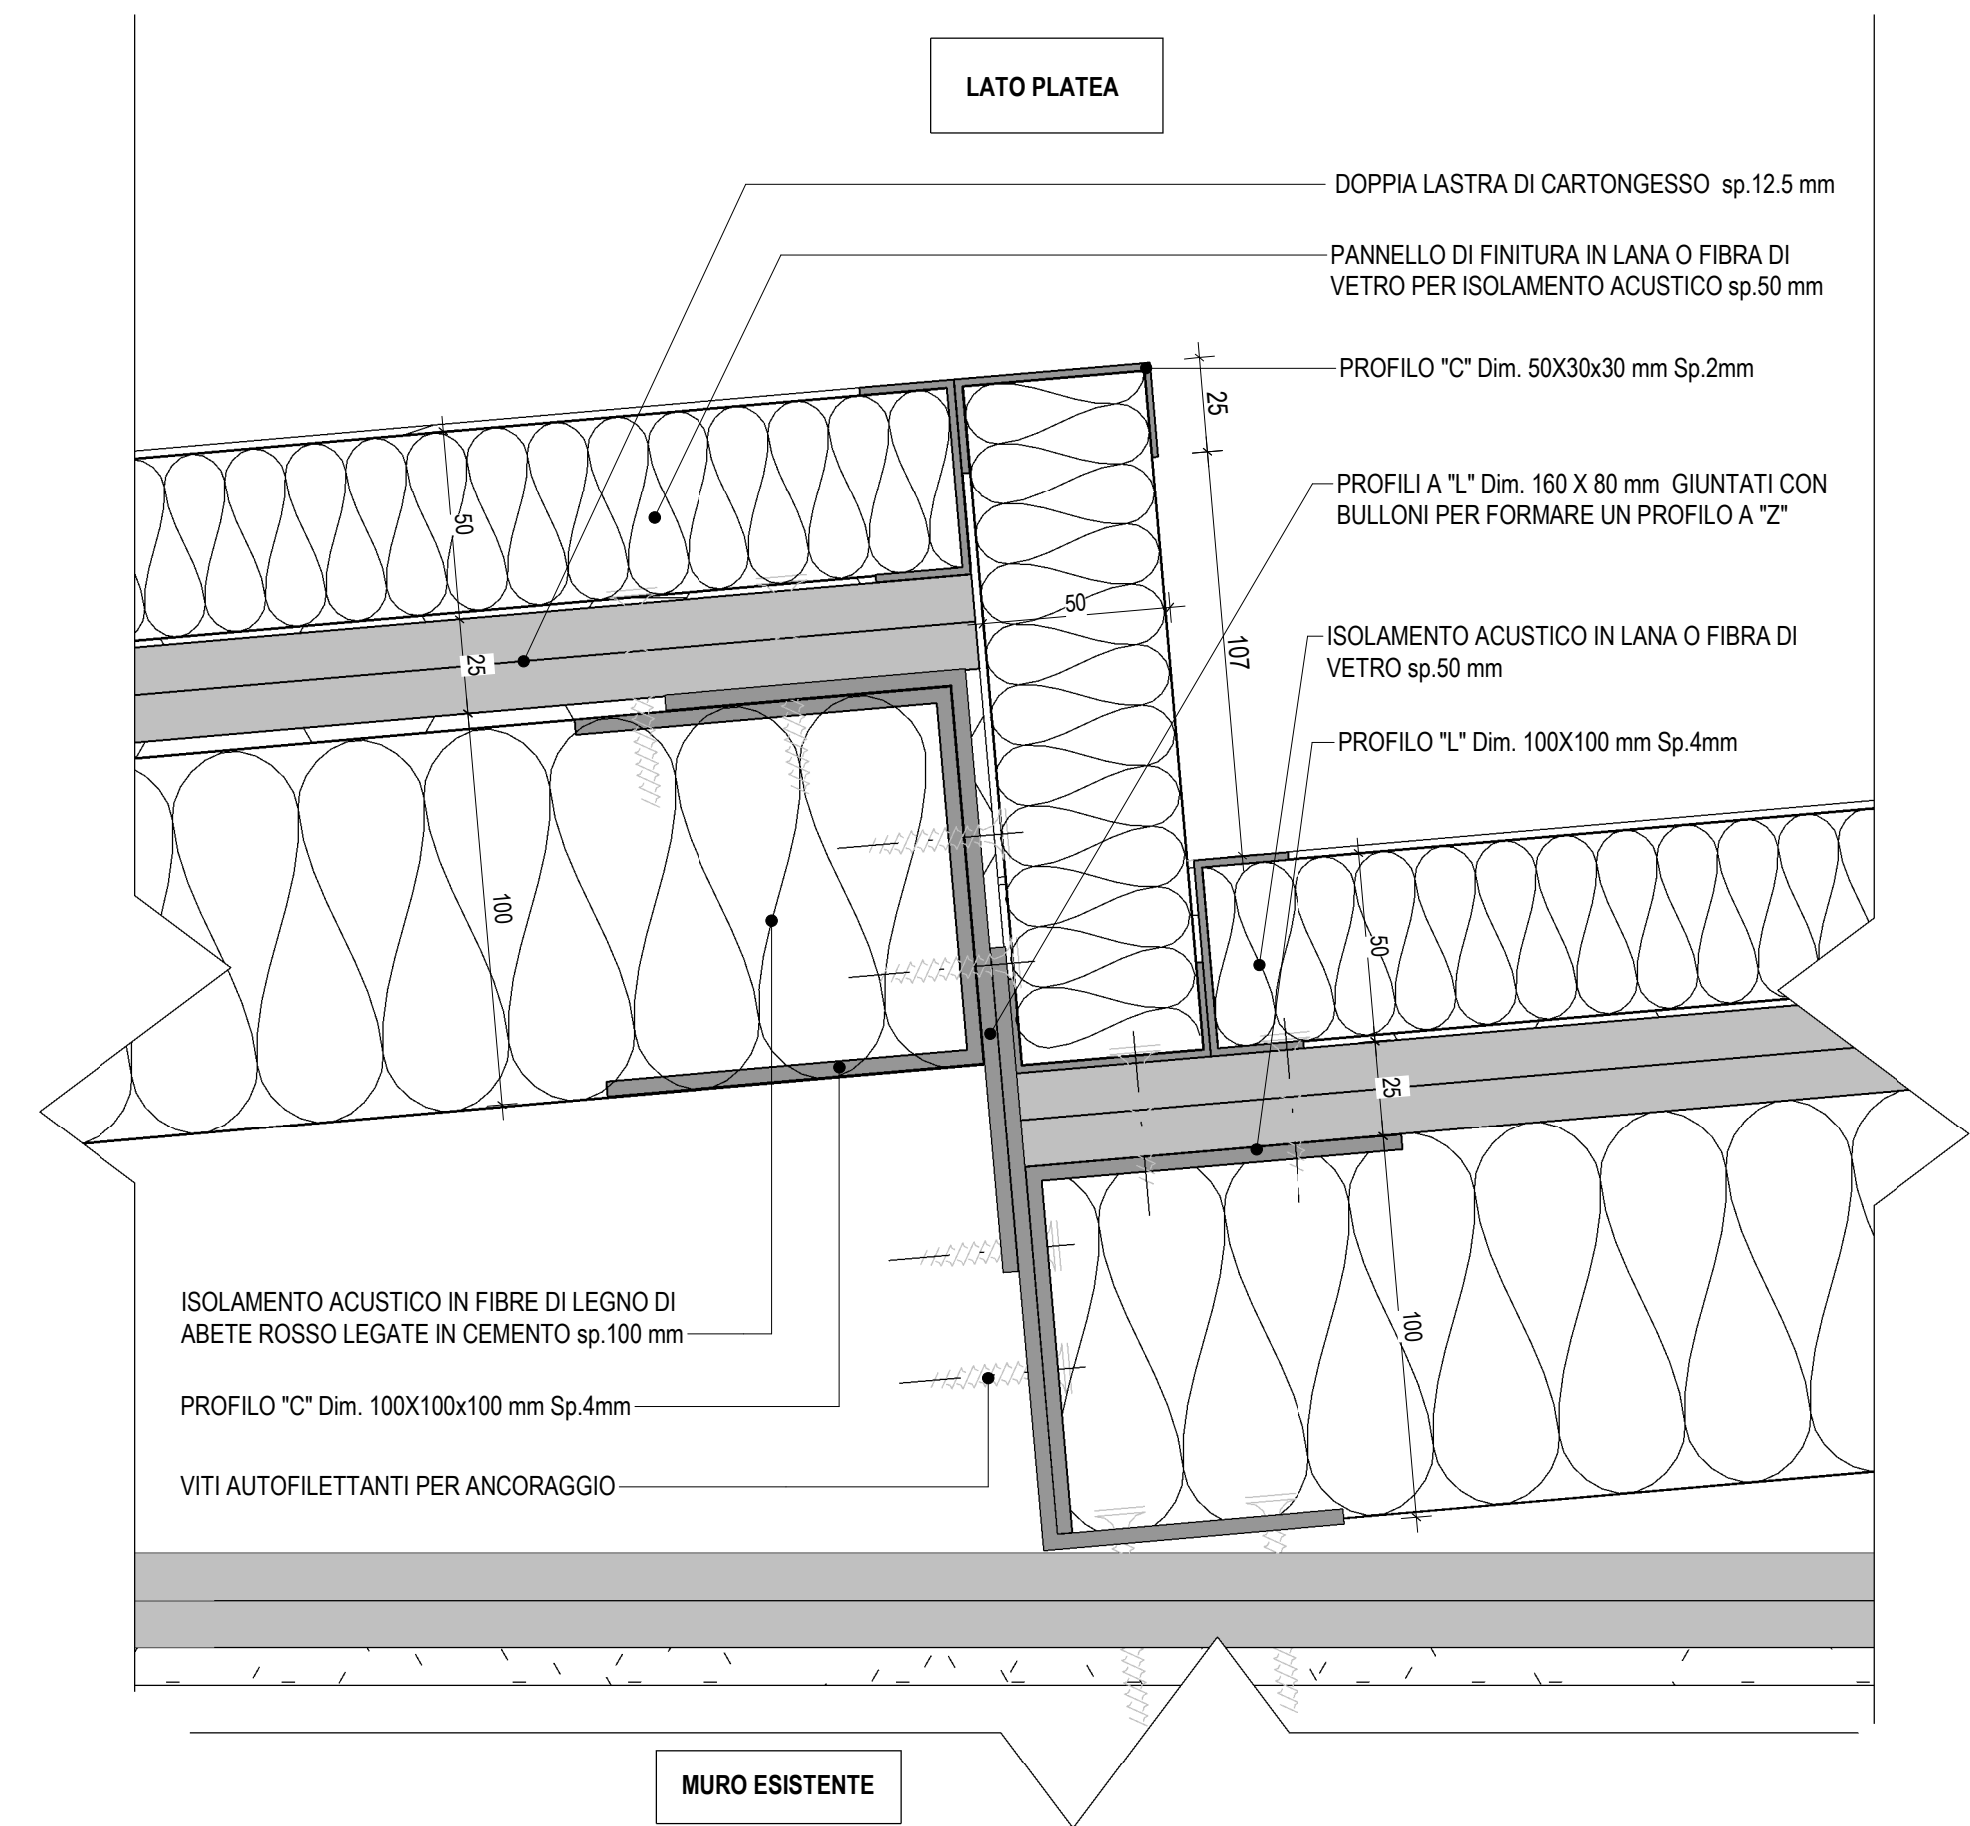 LATO PLATEA
DOPPIA LASTRA DI CARTONGESSO sp.12.5 mm
PANNELLO DI FINITURA IN LANA O FIBRA DI
VETRO PER ISOLAMENTO ACUSTICO sp.50 mm
PROFILO "C" Dim. 50X30x30 mm Sp.2mm
25
PROFILI A "L" Dim. 160 X 80 mm GIUNTATI CON
BULLONI PER FORMARE UN PROFILO A "Z"
50
50
107
ISOLAMENTO ACUSTICO IN LANA O FIBRA DI
VETRO sp.50 mm
25
PROFILO "L" Dim. 100X100 mm Sp.4mm
100
50
25
ISOLAMENTO ACUSTICO IN FIBRE DI LEGNO DI
ABETE ROSSO LEGATE IN CEMENTO sp.100 mm
100
PROFILO "C" Dim. 100X100x100 mm Sp.4mm
VITI AUTOFILETTANTI PER ANCORAGGIO
MURO ESISTENTE